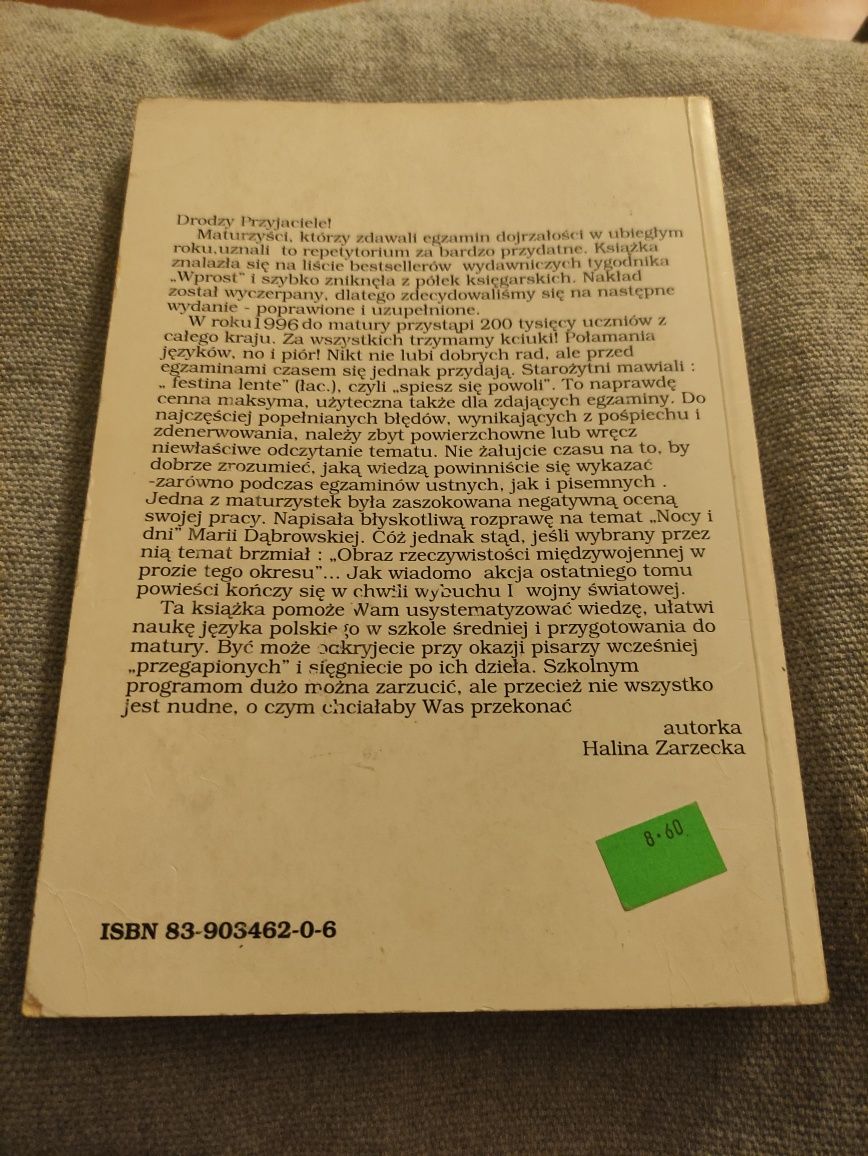 Drodzy Przyjaciele!
Maturzyści, którzy zdawali egzamin dojrzałości w ubiegłym
roku,uznali to repetytorium za bardzo przydatne. Książka
znalazła się na liście bestsellerów wydawniczych tygodnika
„Wprost" i szybko zniknęła z półek księgarskich. Nakład
został wyczerpany, dlatego zdecydowaliśmy się na następne
wydanie - poprawione i uzupełnione.
W roku1996 do matury przystąpi 200 tysięcy uczniów z
całego kraju. Za wszystkich trzymamy kciuki! Połamania
języków, no i piór! Nikt nie lubi dobrych rad, ale przed
egzaminami czasem się jednak przydają. Starożytni mawiali :
„ festina lente" (łac.), czyli „spiesz się powoli". To naprawdę
cenna maksyma, użyteczna także dla zdających egzaminy. Do
najczęściej popełnianych błędów, wynikających z pośpiechu i
zdenerwowania, należy zbyt powierzchowne lub wręcz
niewłaściwe odczytanie tematu. Nie żałujcie czasu na to, by
dobrze zrozumieć, jaką wiedzą powinniście się wykazać
-zarówno podczas egzaminów ustnych, jak i pisemnych .
Jedna z maturzystek była zaszokowana negatywną oceną
swojej pracy. Napisała błyskotliwą rozprawę na temat „Nocy i
dni" Marii Dąbrowskiej. Cóż jednak stąd, jeśli wybrany przez
nią temat brzmiał : „Obraz rzeczywistości międzywojennej w
prozie tego okresu"... Jak wiadomo akcja ostatniego tomu
powieści kończy się w chwili wybuchu I wojny światowej.
Ta książka pomoże Wam usystematyzować wiedzę, ułatwi
naukę języka polskiego w szkole średniej i przygotowania do
matury. Być może odkryjecie przy okazji pisarzy wcześniej
„przegapionych" i sięgniecie po ich dzieła. Szkolnym
programom dużo można zarzucić, ale przecież nie wszystko
jest nudne, o czym chciałaby Was przekonać
autorka
Halina Zarzecka
8·60
ISBN 83-903462-0-6